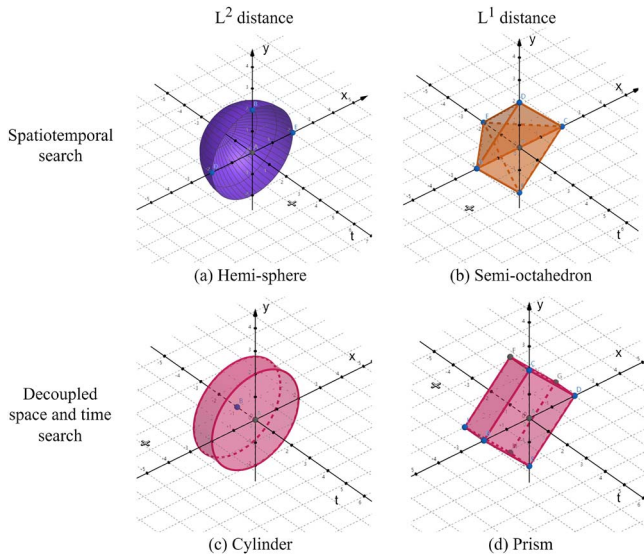 L² distance
L¹ distance
Spatiotemporal
search
y
x
t
y
x
t
(a) Hemi-sphere
(b) Semi-octahedron
Decoupled
space and time
search
y
x
t
y
x
t
(c) Cylinder
(d) Prism